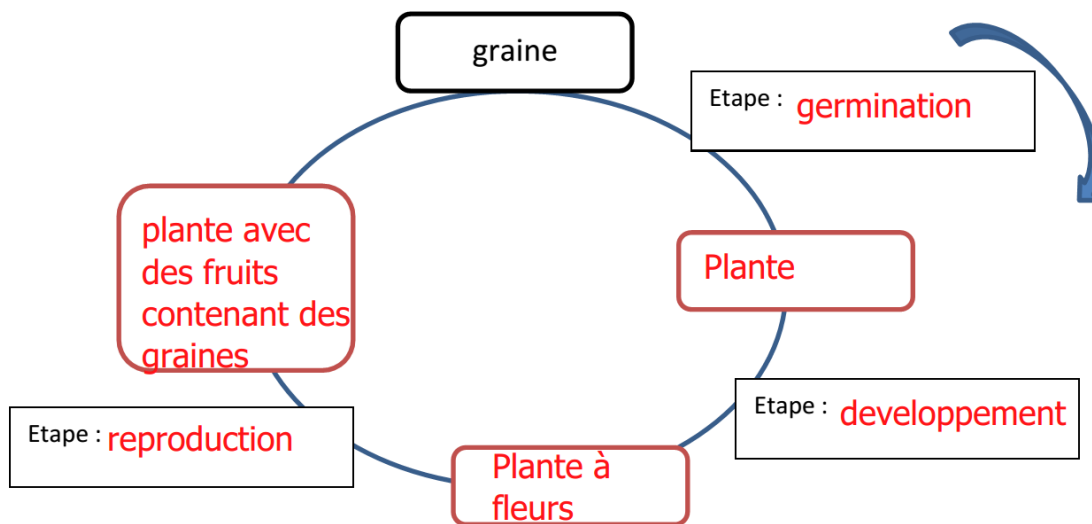 graine
Etape : germination
Plante
Etape : developpement
Plante à
fleurs
Etape : reproduction
plante avec
des fruits
contenant des
graines